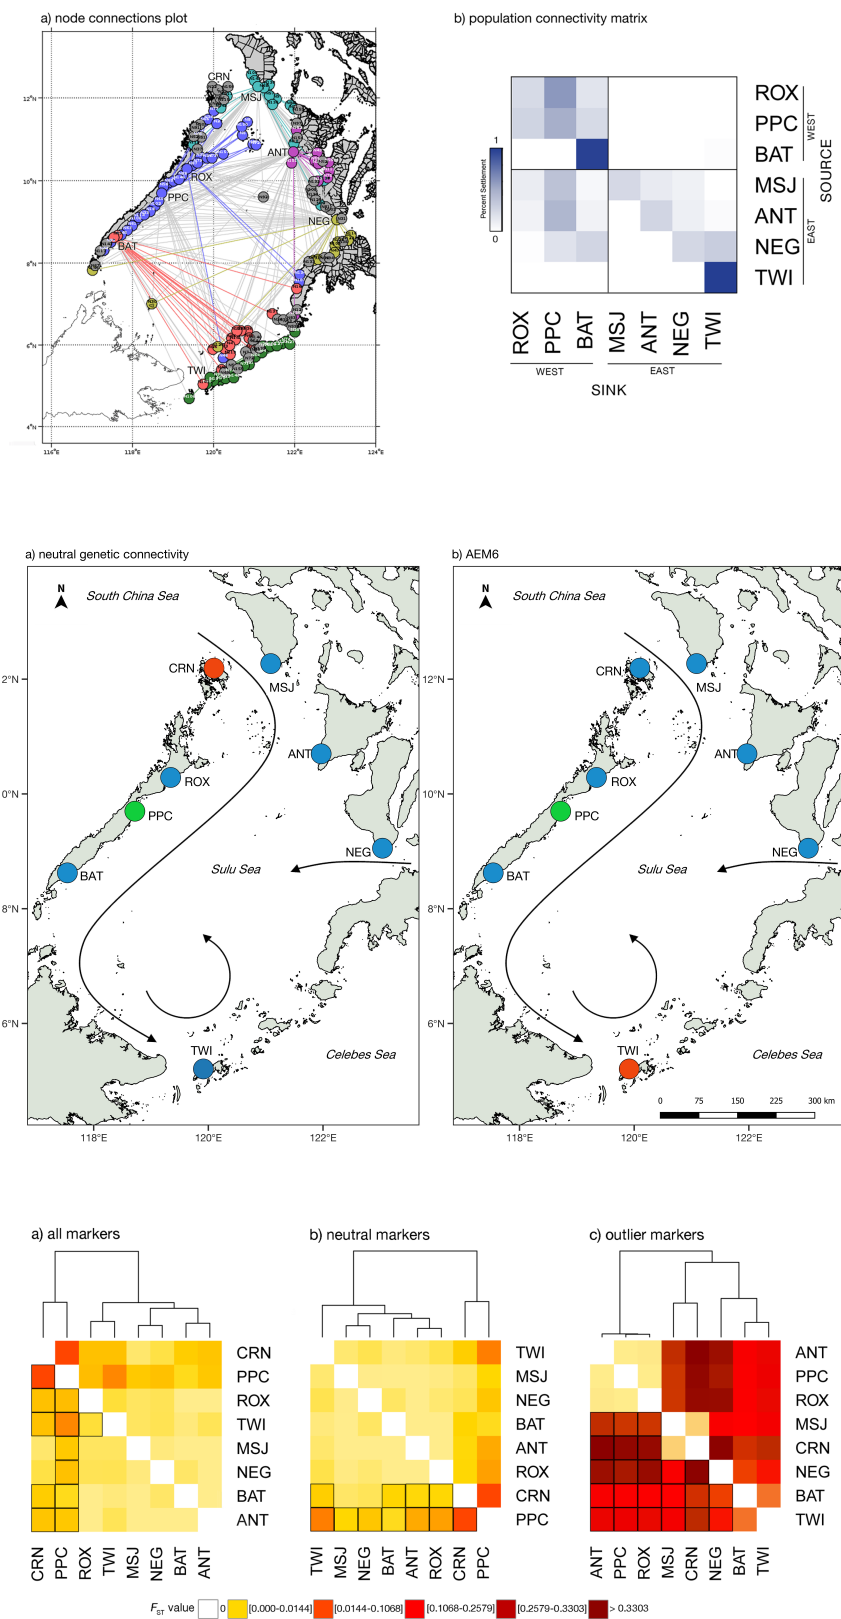 a) node connections plot
b) population connectivity matrix
CRN
MSJ
ANT
ROX
PPC
NEG
BAT
TWI
12°N
10°N
8°N
6°N
4°N
116°E
118°E
120°E
122°E
124°E
Percent Settlement
1
0
ROX
PPC
BAT
MSJ
ANT
NEG
TWI
WEST
EAST
SOURCE
ROX
PPC
BAT
MSJ
ANT
NEG
TWI
WEST
EAST
SINK
a) neutral genetic connectivity
N
South China Sea
CRN
MSJ
2°N
ANT
ROX
0°N
PPC
NEG
BAT
Sulu Sea
8°N
6°N
TWI
Celebes Sea
118°E
120°E
122°E
b) AEM6
N
South China Sea
CRN
MSJ
12°N
ANT
ROX
10°N
PPC
NEG
BAT
Sulu Sea
8°N
6°N
TWI
Celebes Sea
0 75 150 225 300 km
118°E
120°E
122°E
a) all markers
CRN
PPC
ROX
TWI
MSJ
NEG
BAT
ANT
CRN PPC ROX TWI MSJ NEG BAT ANT
b) neutral markers
TWI
MSJ
NEG
BAT
ANT
ROX
CRN
PPC
TWI MSJ NEG BAT ANT ROX CRN PPC
c) outlier markers
ANT
PPC
ROX
MSJ
CRN
NEG
BAT
TWI
ANT PPC ROX MSJ CRN NEG BAT TWI
FST value 0 [0.000-0.0144] [0.0144-0.1068] [0.1068-0.2579] [0.2579-0.3303] > 0.3303